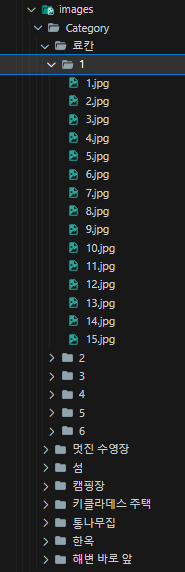 images
Category
료칸
1
1.jpg
2.jpg
3.jpg
4.jpg
5.jpg
6.jpg
7.jpg
8.jpg
9.jpg
10.jpg
11.jpg
12.jpg
13.jpg
14.jpg
15.jpg
2
3
4
5
6
멋진 수영장
섬
캠핑장
키클라데스 주택
통나무집
한옥
해변 바로 앞